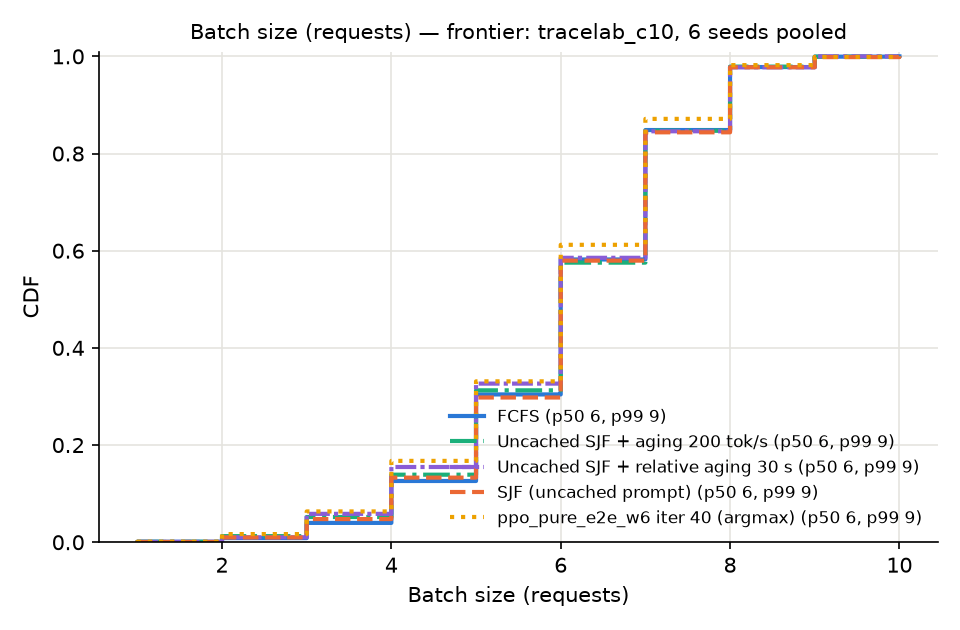 Batch size (requests) — frontier: tracelab_c10, 6 seeds pooled
1.0
0.8
0.6
0.4
0.2
0.0
CDF
FCFS (p50 6, p99 9)
Uncached SJF + aging 200 tok/s (p50 6, p99 9)
Uncached SJF + relative aging 30 s (p50 6, p99 9)
SJF (uncached prompt) (p50 6, p99 9)
ppo_pure_e2e_w6 iter 40 (argmax) (p50 6, p99 9)
2 4 6 8 10
Batch size (requests)